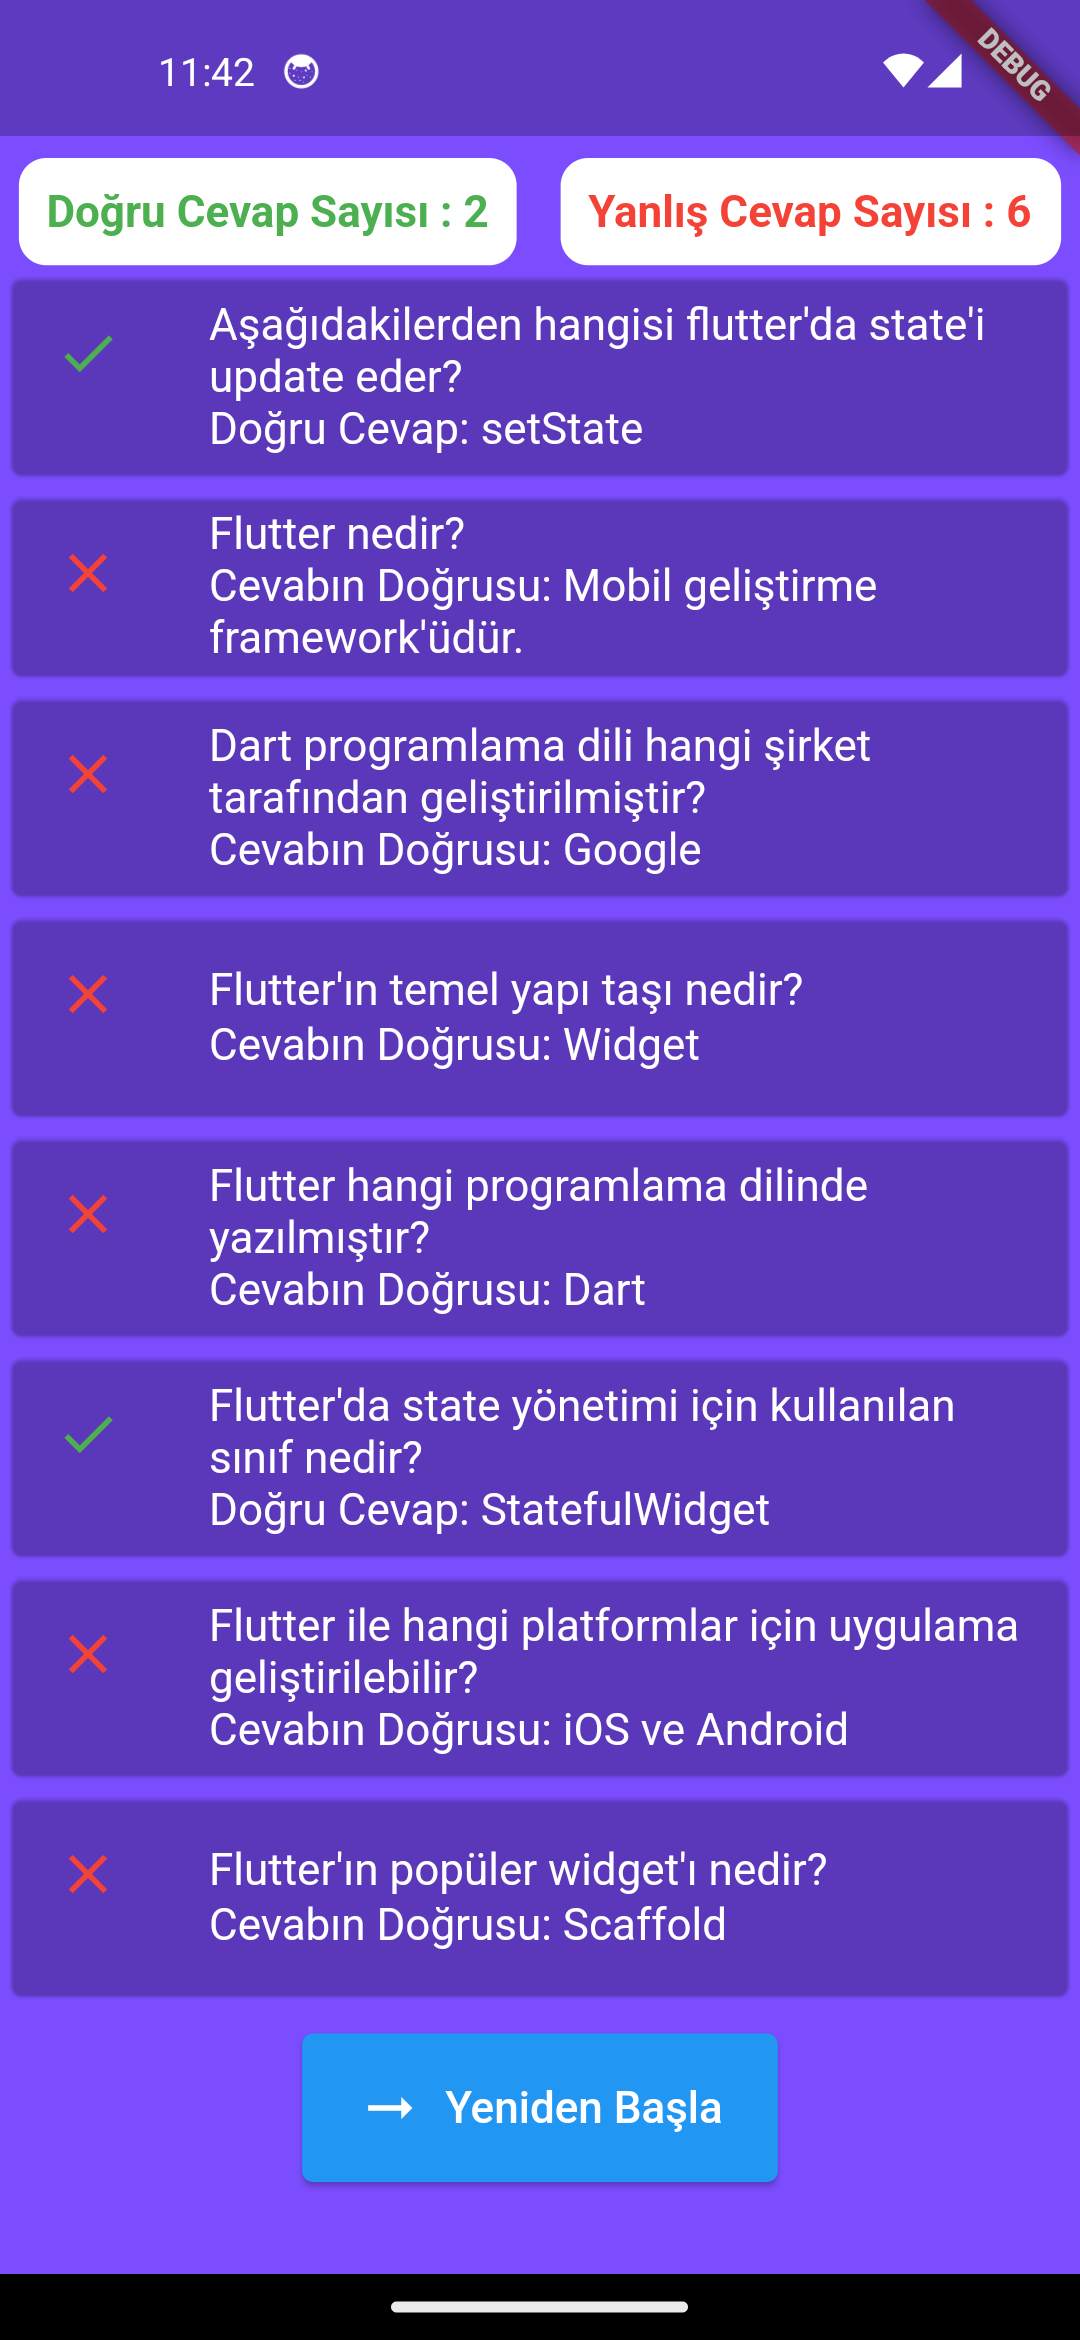 11:42
DEBUG
Doğru Cevap Sayısı : 2
Yanlış Cevap Sayısı : 6
Aşağıdakilerden hangisi flutter'da state'i
update eder?
Doğru Cevap: setState
Flutter nedir?
Cevabın Doğrusu: Mobil geliştirme
framework'üdür.
Dart programlama dili hangi şirket
tarafından geliştirilmiştir?
Cevabın Doğrusu: Google
Flutter'ın temel yapı taşı nedir?
Cevabın Doğrusu: Widget
Flutter hangi programlama dilinde
yazılmıştır?
Cevabın Doğrusu: Dart
Flutter'da state yönetimi için kullanılan
sınıf nedir?
Doğru Cevap: StatefulWidget
Flutter ile hangi platformlar için uygulama
geliştirilebilir?
Cevabın Doğrusu: iOS ve Android
Flutter'ın popüler widget'ı nedir?
Cevabın Doğrusu: Scaffold
Yeniden Başla